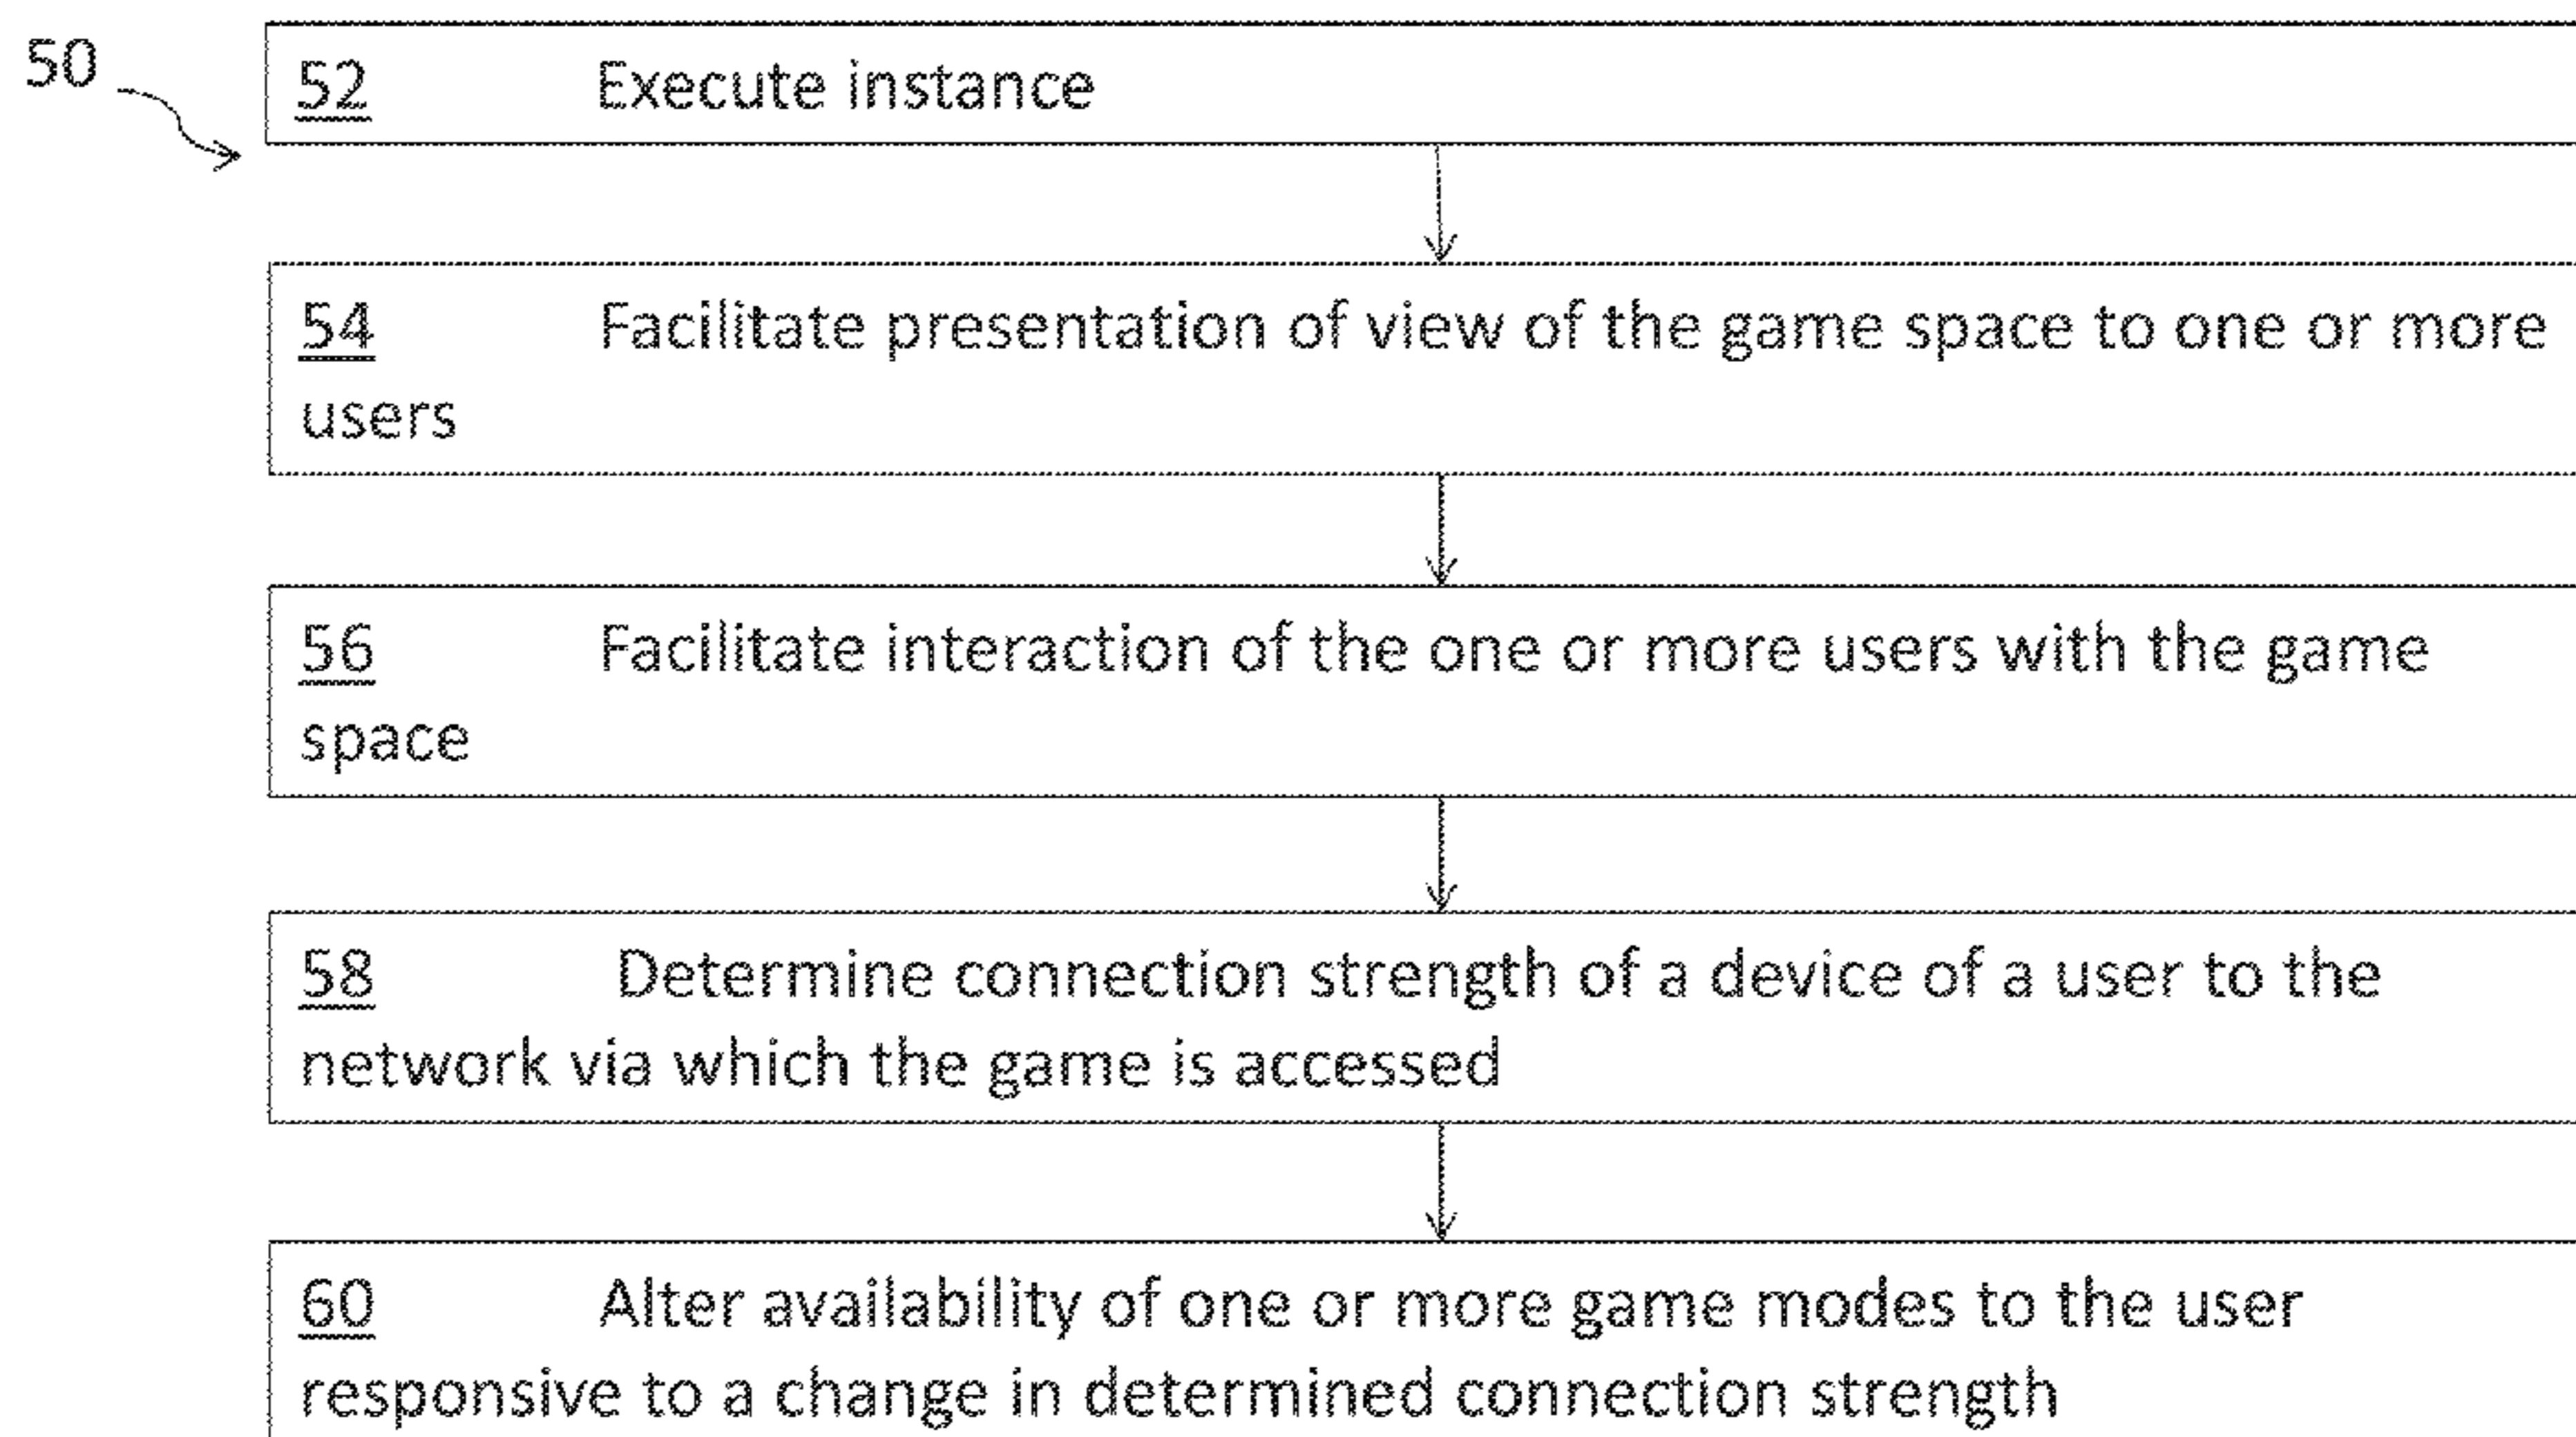 50
52 Execute instance
54 Facilitate presentation of view of the game space to one or more
users
56 Facilitate interaction of the one or more users with the game
space
58 Determine connection strength of a device of a user to the
network via which the game is accessed
60 Alter availability of one or more game modes to the user
responsive to a change in determined connection strength